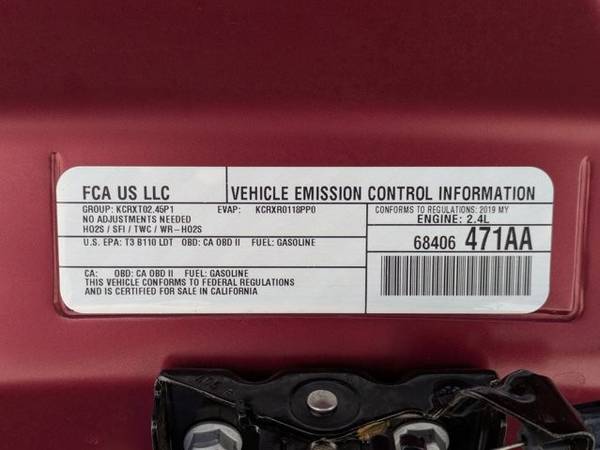 FCA US LLC
VEHICLE EMISSION CONTROL INFORMATION
GROUP: KCRXT02.45P1 EVAP: KCRXR0118PP0
NO ADJUSTMENTS NEEDED
HO2S / SFI / TWC / WR-HO2S
CONFORMS TO REGULATIONS: 2019 MY
ENGINE: 2.4L
U.S. EPA: T3 B110 LDT OBD: CA OBD II FUEL: GASOLINE
68406 471AA
CA: OBD: CA OBD II FUEL: GASOLINE
THIS VEHICLE CONFORMS TO FEDERAL REGULATIONS
AND IS CERTIFIED FOR SALE IN CALIFORNIA